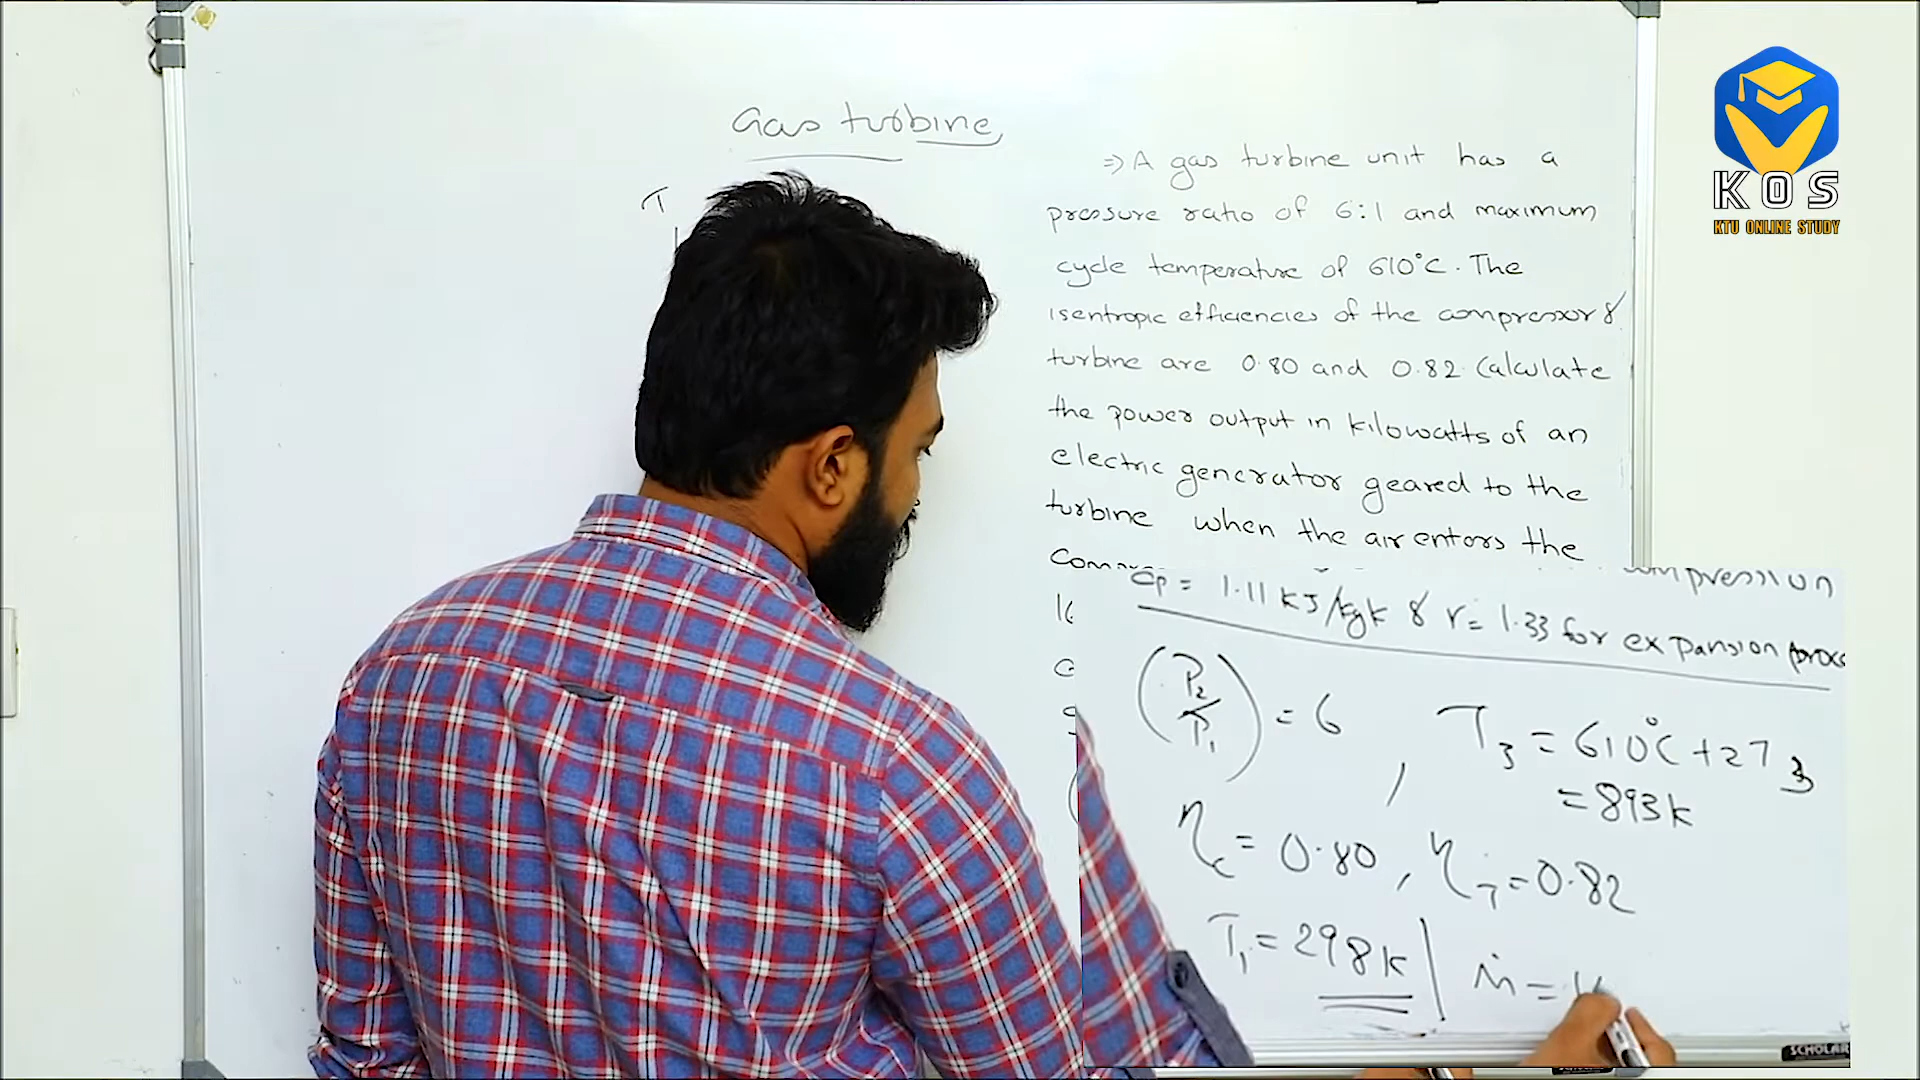 Gas turbine
T
⇒ A gas turbine unit has a
pressure ratio of 6:1 and maximum
cycle temperature of 610°C. The
isentropic efficiencies of the compressor &
turbine are 0.80 and 0.82. Calculate
the power output in kilowatts of an
electric generator geared to the
turbine when the air enters the
compression
Cp = 1.11 kJ/kgk & r = 1.33 for expansion
(P2/P1) = 6 , T3 = 610°C + 273
= 893k
ηc = 0.80 , ηT = 0.82
T1 = 298k | ṁ =
KOS
KTU ONLINE STUDY
SCHOLAR